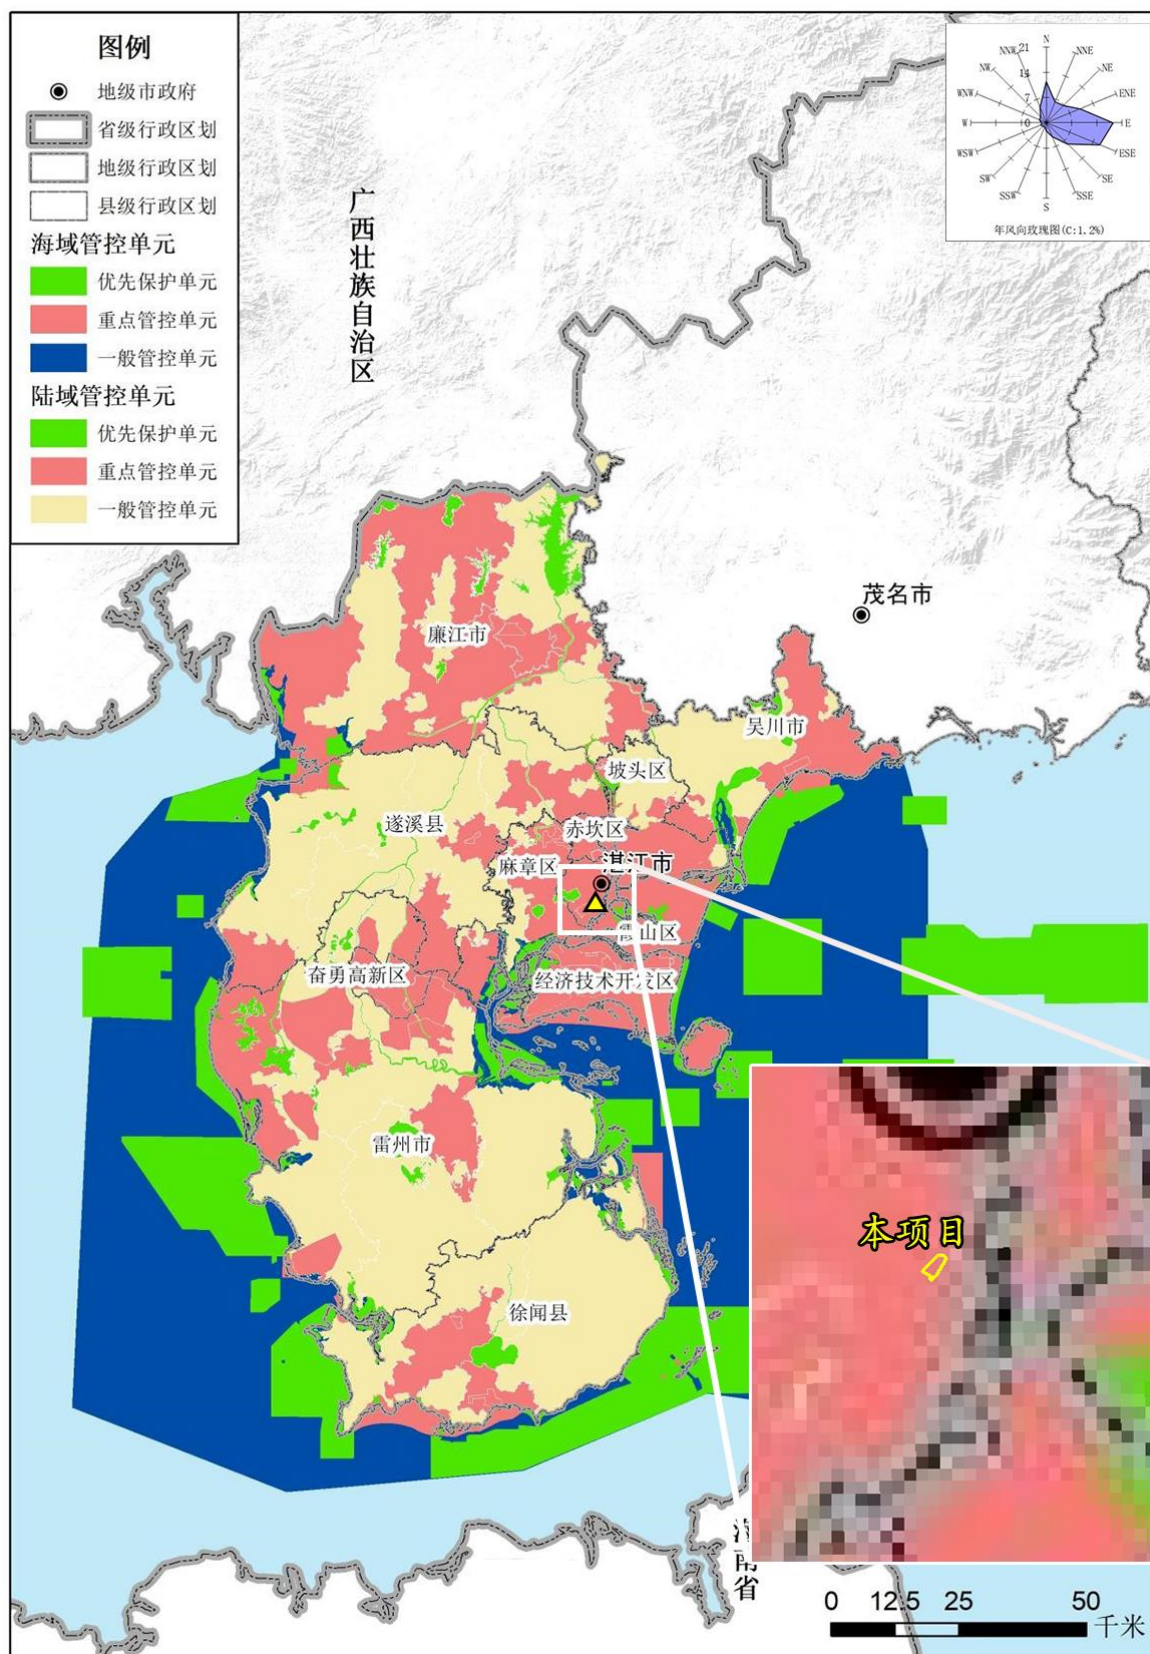 图例
地级市政府
省级行政区划
地级行政区划
县级行政区划
海域管控单元
优先保护单元
重点管控单元
一般管控单元
陆域管控单元
优先保护单元
重点管控单元
一般管控单元
N
NNE
NE
ENE
E
ESE
SE
SSE
S
SSW
SW
WSW
W
WNW
NW
NNW
21
14
7
0
年风向玫瑰图(C:1.2%)
广西壮族自治区
茂名市
廉江市
吴川市
坡头区
遂溪县
赤坎区
麻章区
湛江市
霞山区
奋勇高新区
经济技术开发区
雷州市
徐闻县
本项目
海南省
0 12.5 25 50
千米